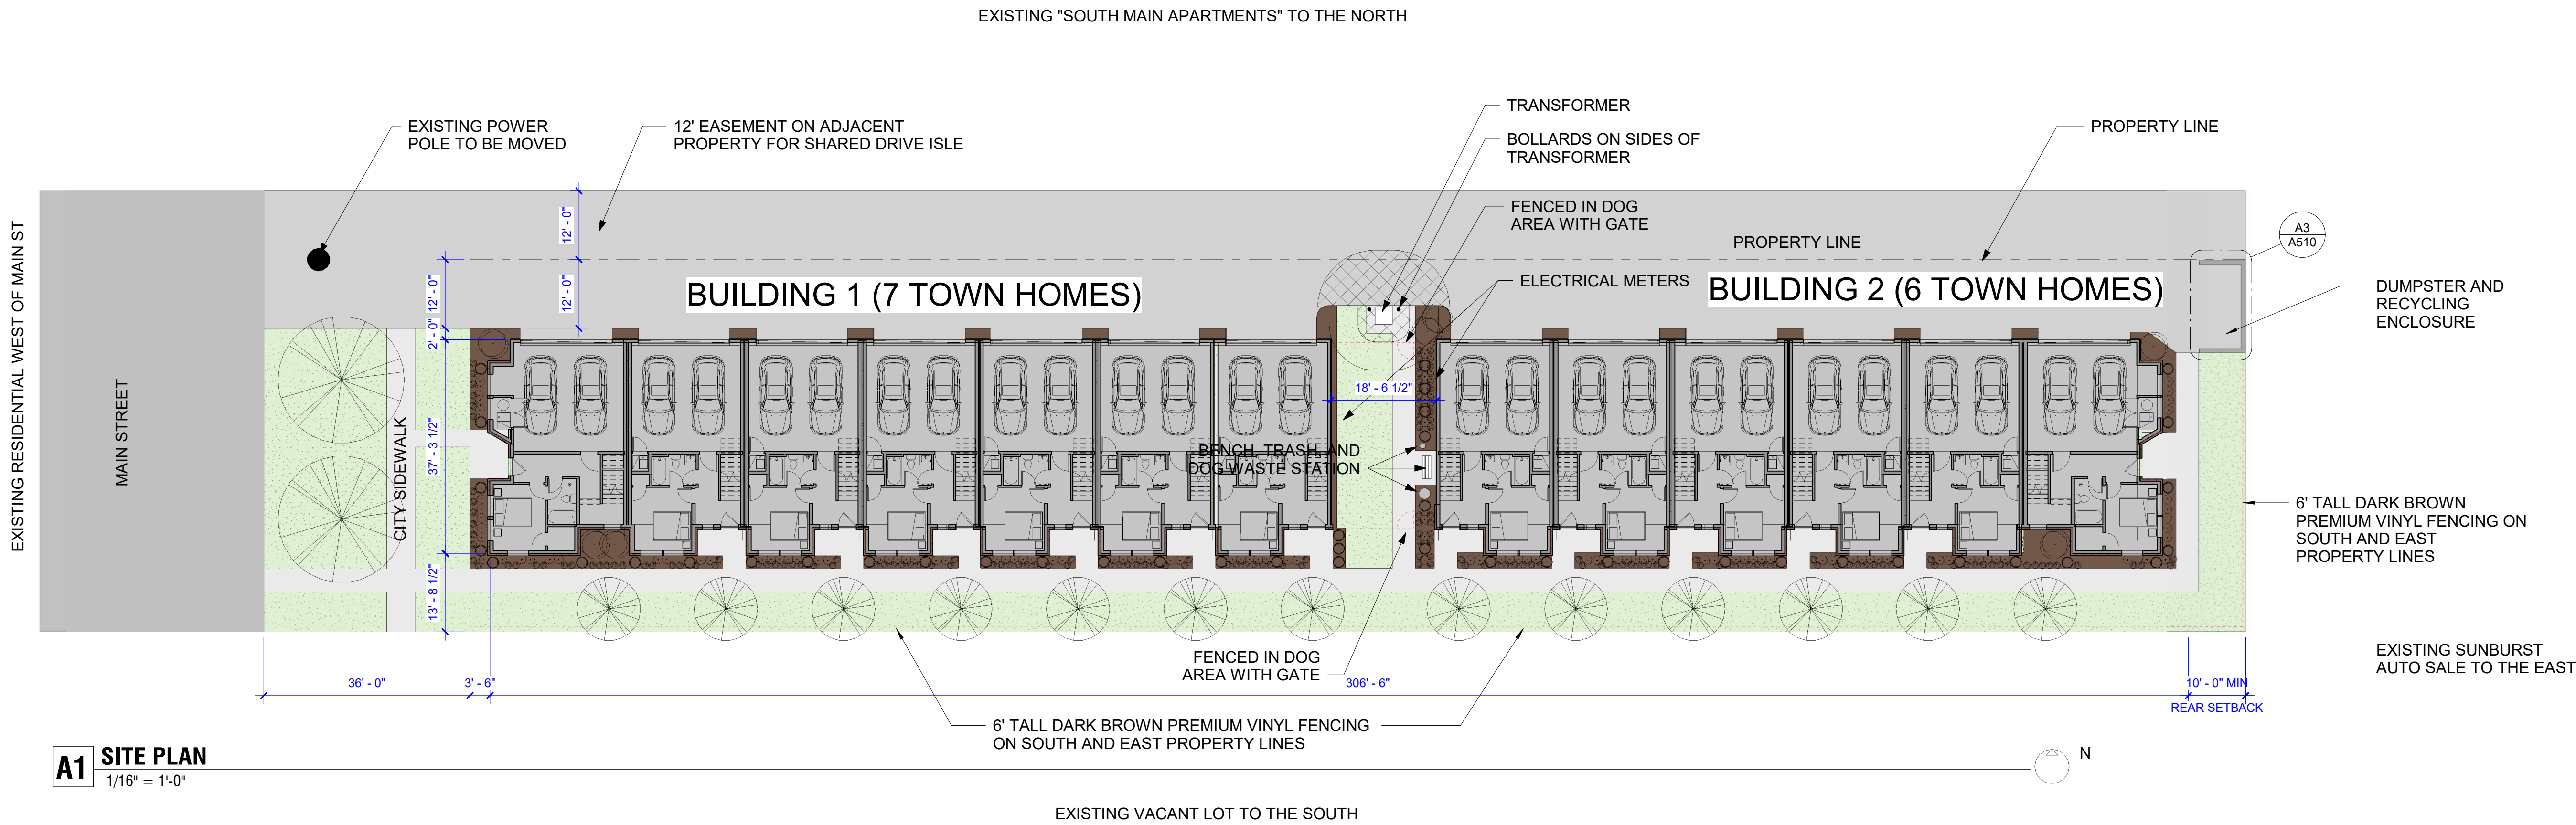 EXISTING "SOUTH MAIN APARTMENTS" TO THE NORTH
TRANSFORMER
EXISTING POWER
POLE TO BE MOVED
12' EASEMENT ON ADJACENT
PROPERTY FOR SHARED DRIVE ISLE
BOLLARDS ON SIDES OF
TRANSFORMER
PROPERTY LINE
FENCED IN DOG
AREA WITH GATE
PROPERTY LINE
A3
A510
ELECTRICAL METERS
DUMPSTER AND
RECYCLING
ENCLOSURE
BUILDING 1 (7 TOWN HOMES)
BUILDING 2 (6 TOWN HOMES)
12' - 0"
12' - 0"
12' - 0"
2' - 0"
37' - 3 1/2"
13' - 8 1/2"
18' - 6 1/2"
EXISTING RESIDENTIAL WEST OF MAIN ST
MAIN STREET
CITY SIDEWALK
BENCH, TRASH, AND
DOG WASTE STATION
6' TALL DARK BROWN
PREMIUM VINYL FENCING ON
SOUTH AND EAST
PROPERTY LINES
EXISTING SUNBURST
AUTO SALE TO THE EAST
FENCED IN DOG
AREA WITH GATE
36' - 0"
3' - 6"
306' - 6"
10' - 0" MIN
REAR SETBACK
6' TALL DARK BROWN PREMIUM VINYL FENCING
ON SOUTH AND EAST PROPERTY LINES
A1
SITE PLAN
1/16" = 1'-0"
N
EXISTING VACANT LOT TO THE SOUTH